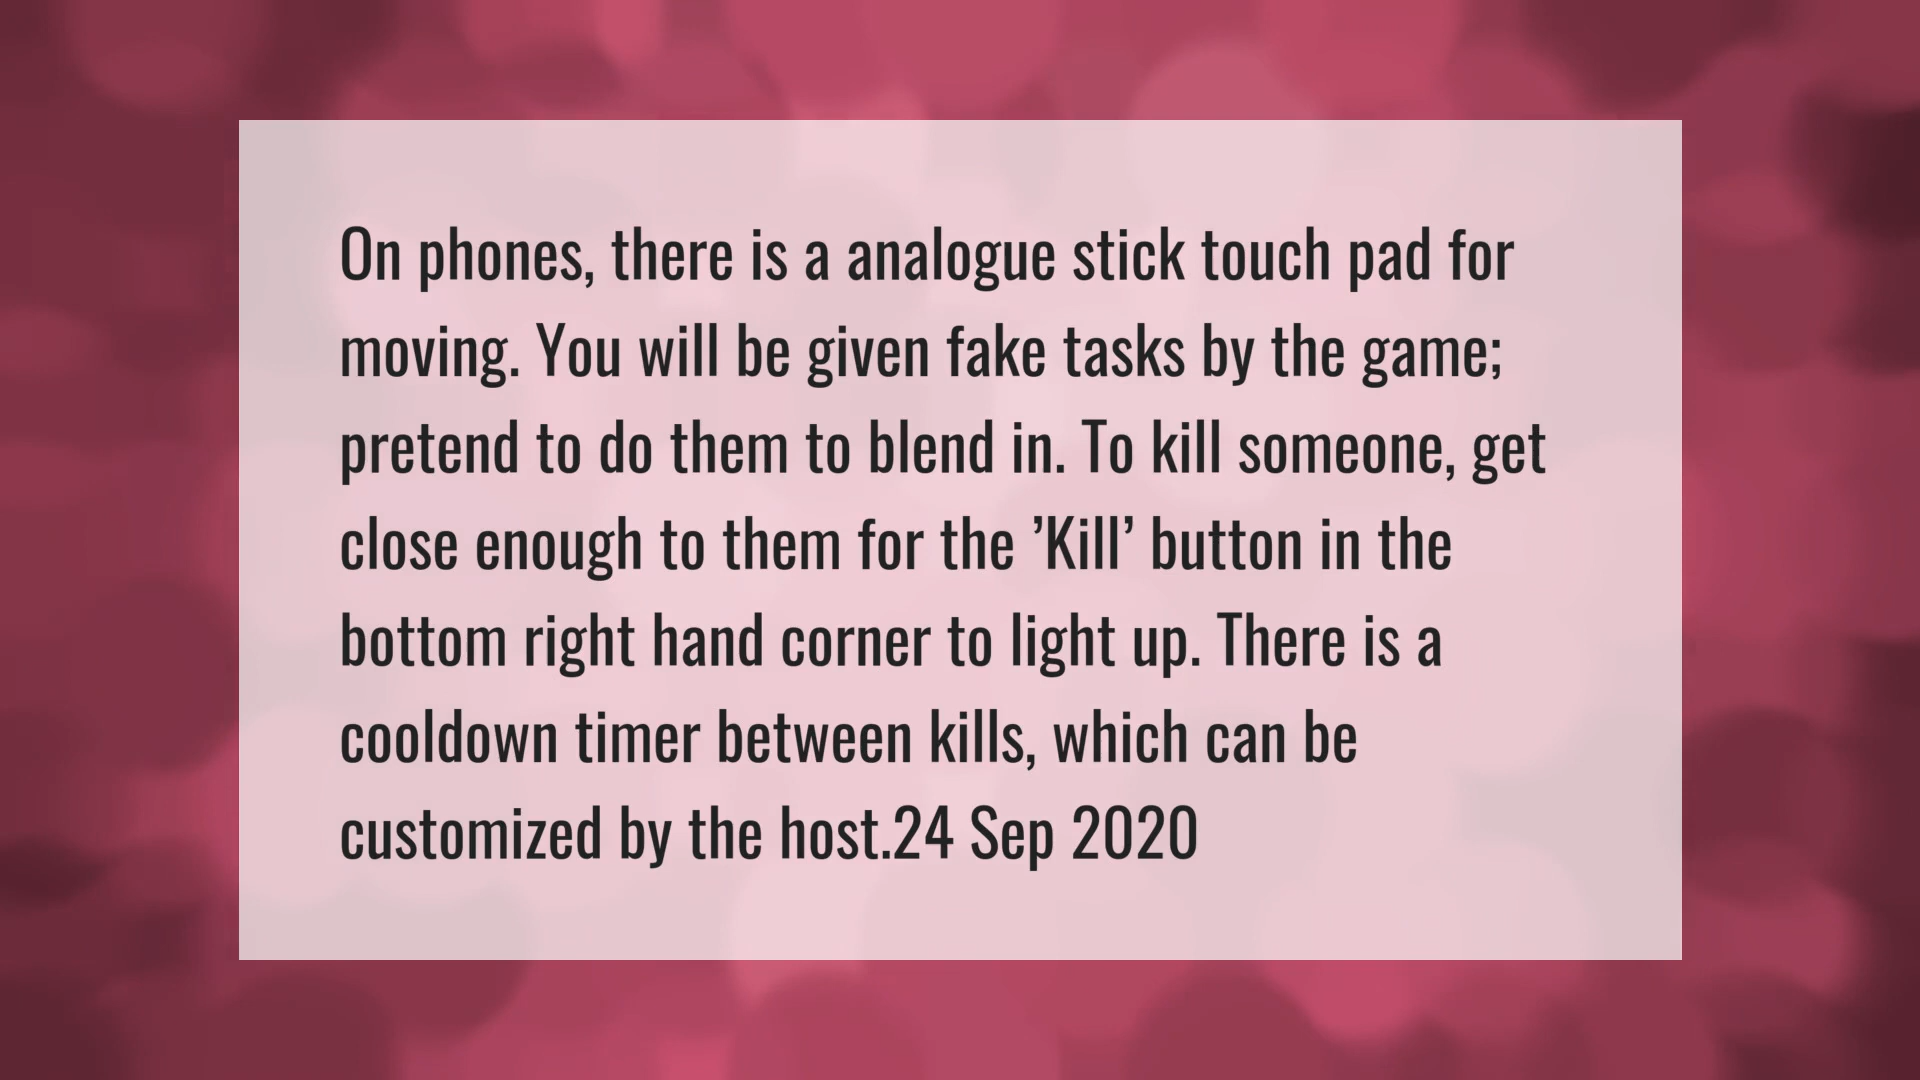 On phones, there is a analogue stick touch pad for
moving. You will be given fake tasks by the game;
pretend to do them to blend in. To kill someone, get
close enough to them for the ’Kill’ button in the
bottom right hand corner to light up. There is a
cooldown timer between kills, which can be
customized by the host.24 Sep 2020